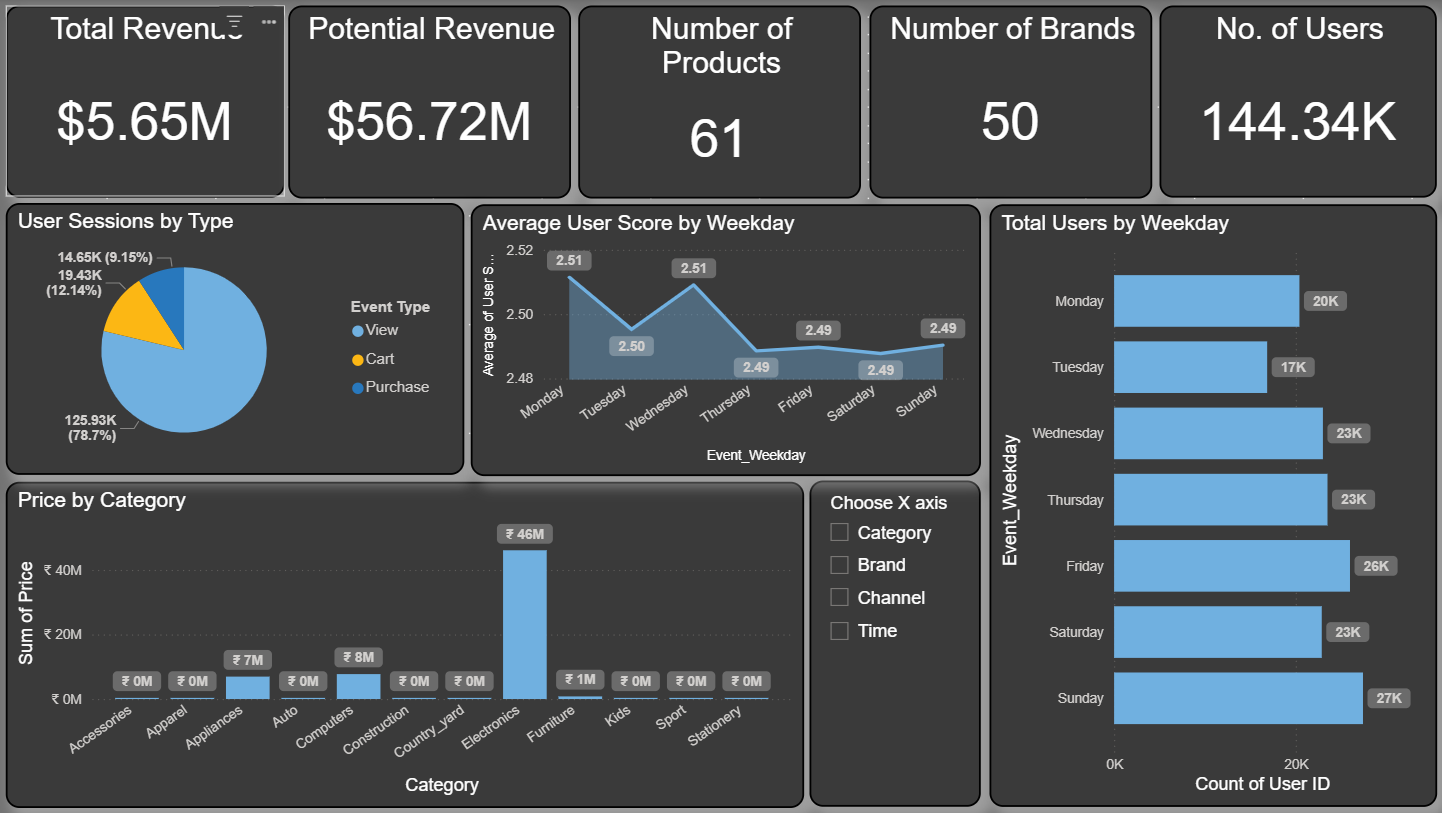 Total Revenue
$5.65M
Potential Revenue
$56.72M
Number of
Products
61
Number of Brands
50
No. of Users
144.34K
User Sessions by Type
14.65K (9.15%)
19.43K
(12.14%)
125.93K
(78.7%)
Event Type
View
Cart
Purchase
Average User Score by Weekday
Average of User S...
2.52
2.50
2.48
2.51
2.50
2.51
2.49
2.49
2.49
2.49
Monday
Tuesday
Wednesday
Thursday
Friday
Saturday
Sunday
Event_Weekday
Total Users by Weekday
Event_Weekday
Monday
20K
Tuesday
17K
Wednesday
23K
Thursday
23K
Friday
26K
Saturday
23K
Sunday
27K
0K
20K
Count of User ID
Price by Category
Sum of Price
₹ 40M
₹ 20M
₹ 0M
₹ 0M
₹ 0M
₹ 7M
₹ 0M
₹ 8M
₹ 0M
₹ 0M
₹ 46M
₹ 1M
₹ 0M
₹ 0M
₹ 0M
Accessories
Apparel
Appliances
Auto
Computers
Construction
Country_yard
Electronics
Furniture
Kids
Sport
Stationery
Category
Choose X axis
Category
Brand
Channel
Time